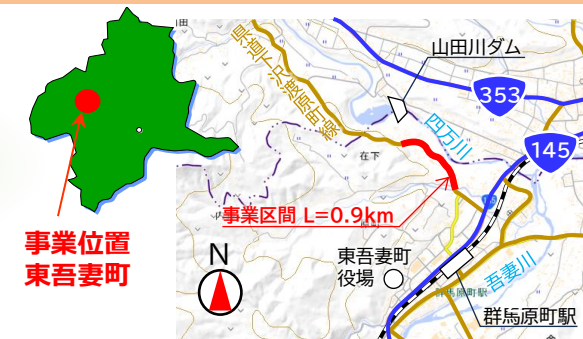 事業位置
東吾妻町
N
県道下沢渡原町線
山田川ダム
353
四万川
145
在下
事業区間 L=0.9km
東吾妻町
役場
吾妻川
群馬原町駅
群馬原町駅